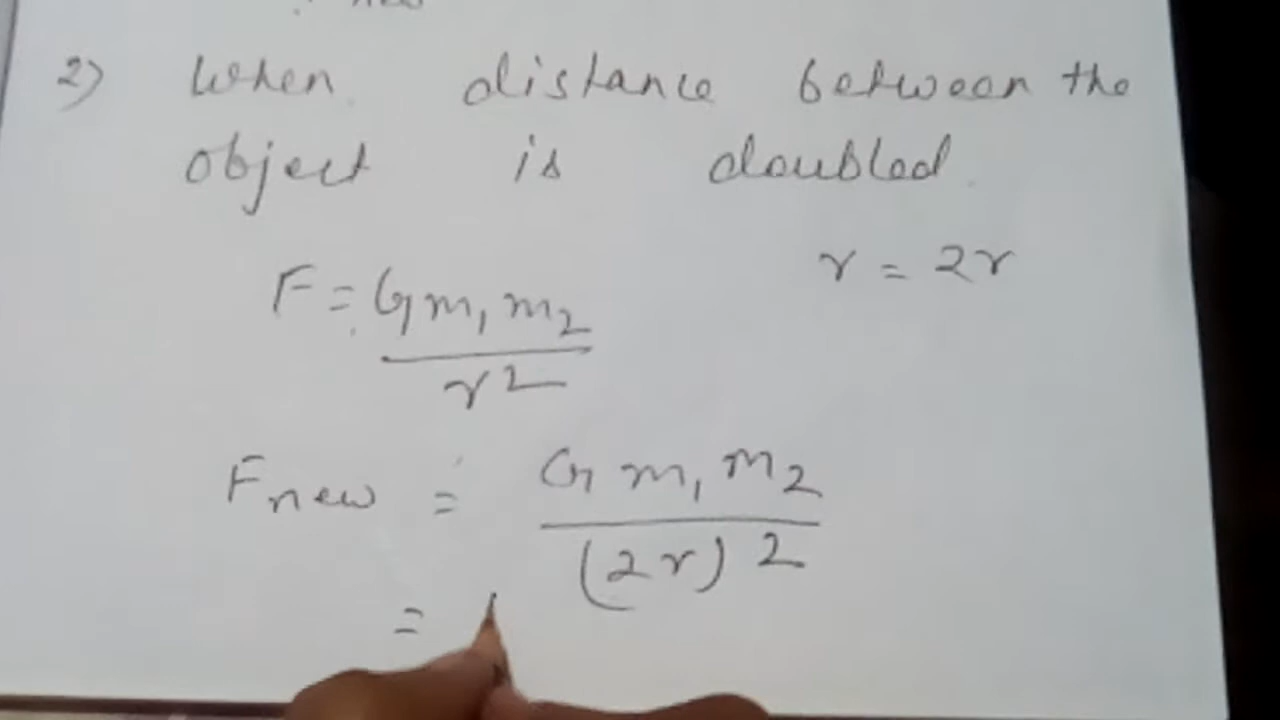 2) When distance between the
object is doubled.
r = 2r
F = Gm₁m₂
r²
Fnew = Gm₁m₂
(2r)²
=